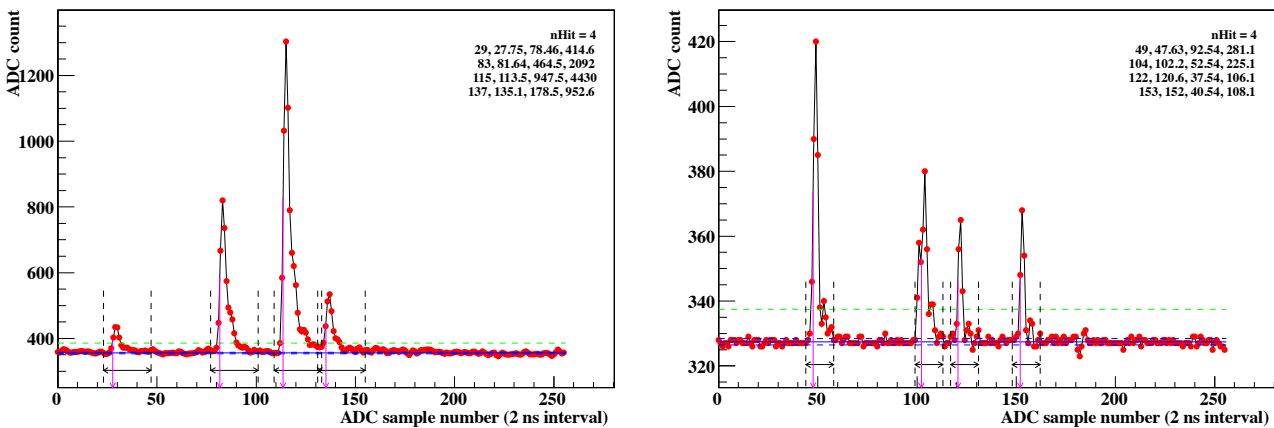 ADC count
nHit = 4
29, 27.75, 78.46, 414.6
83, 81.64, 464.5, 2092
115, 113.5, 947.5, 4430
137, 135.1, 178.5, 952.6
1200
1000
800
600
400
0 50 100 150 200 250
ADC sample number (2 ns interval)
ADC count
nHit = 4
49, 47.63, 92.54, 281.1
104, 102.2, 52.54, 225.1
122, 120.6, 37.54, 106.1
153, 152, 40.54, 108.1
420
400
380
360
340
320
0 50 100 150 200 250
ADC sample number (2 ns interval)